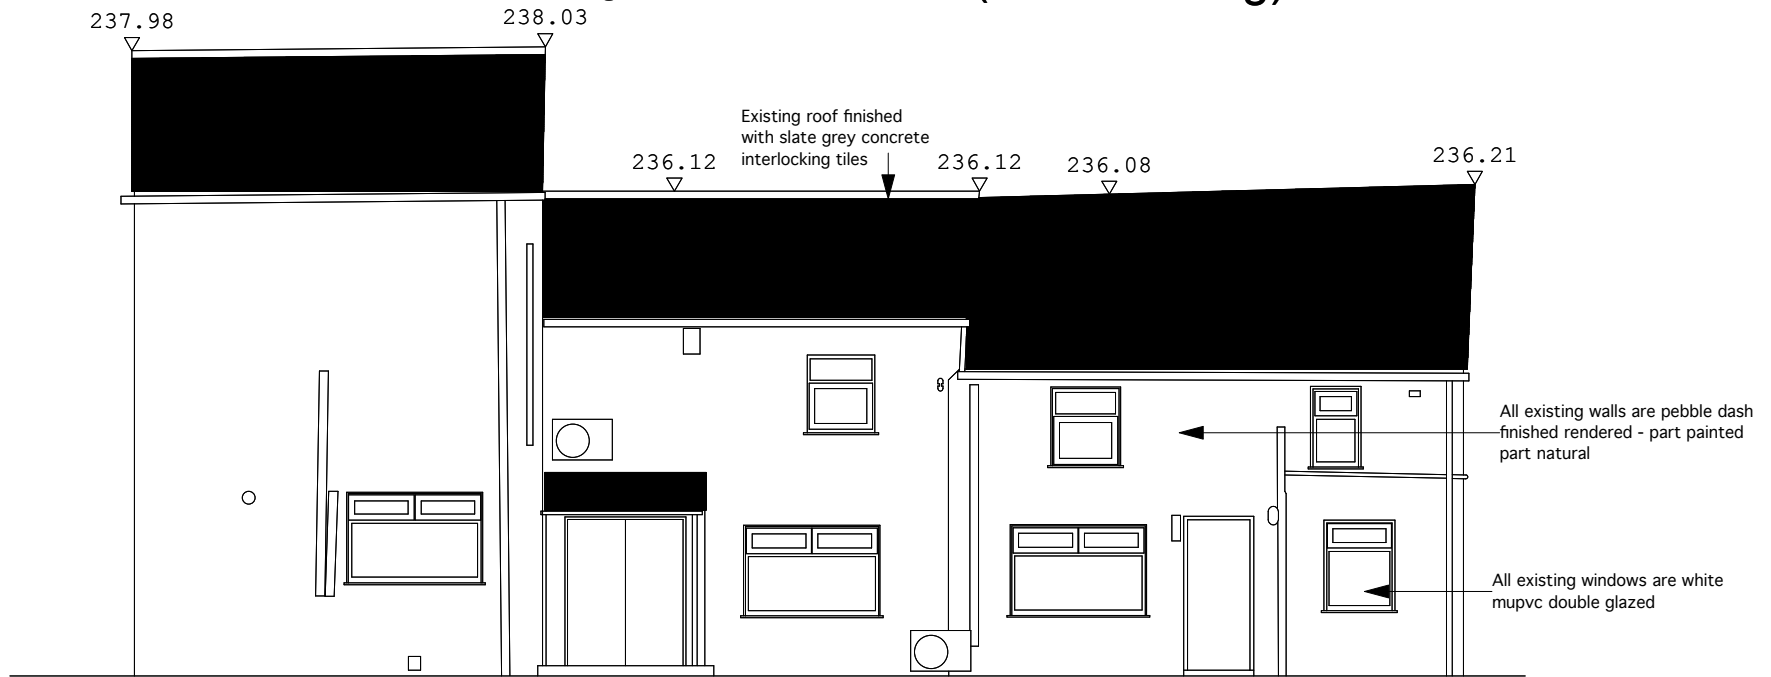 237.98
238.03
Existing roof finished
with slate grey concrete
interlocking tiles
236.12
236.12
236.08
236.21
All existing walls are pebble dash
finished rendered - part painted
part natural
All existing windows are white
mupvc double glazed